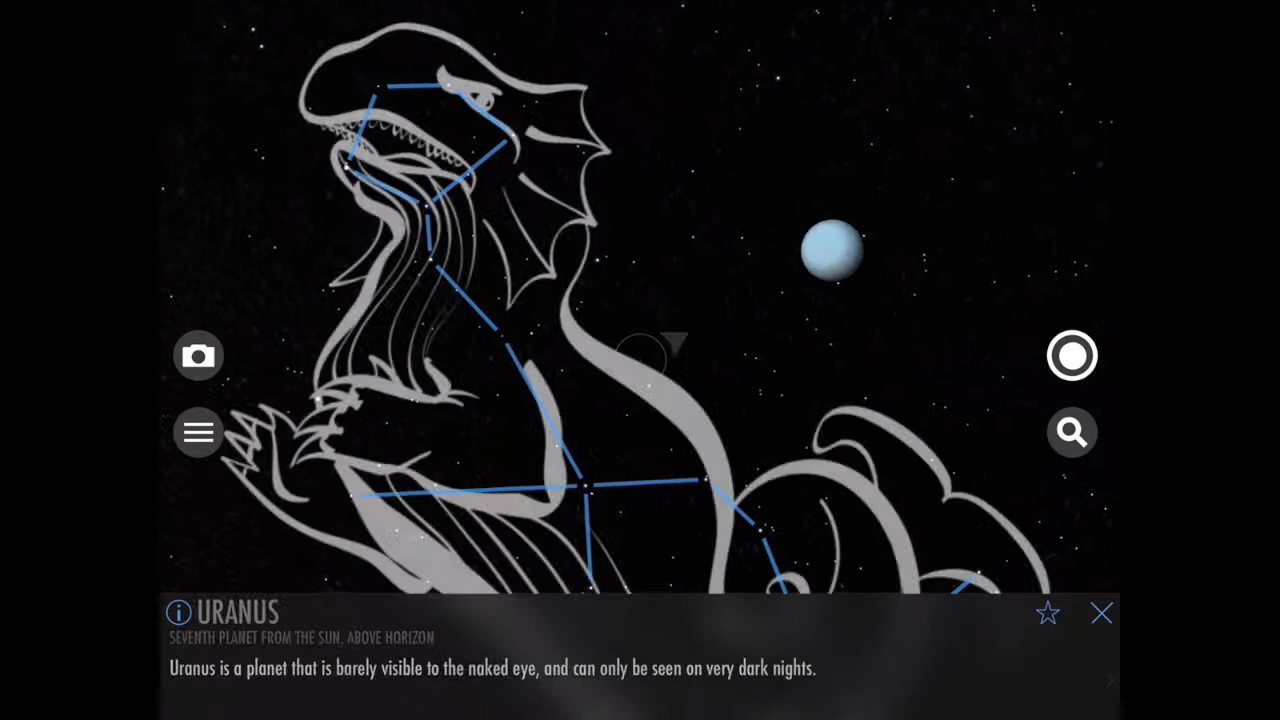 URANUS
SEVENTH PLANET FROM THE SUN, ABOVE HORIZON
Uranus is a planet that is barely visible to the naked eye, and can only be seen on very dark nights.